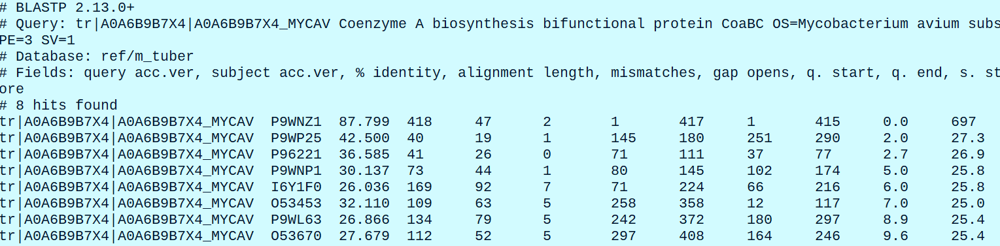 # BLASTP 2.13.0+
# Query: tr|A0A6B9B7X4|A0A6B9B7X4_MYCAV Coenzyme A biosynthesis bifunctional protein CoaBC OS=Mycobacterium avium subs
PE=3 SV=1
# Database: ref/m_tuber
# Fields: query acc.ver, subject acc.ver, % identity, alignment length, mismatches, gap opens, q. start, q. end, s. st
ore
# 8 hits found
tr|A0A6B9B7X4|A0A6B9B7X4_MYCAV P9WNZ1 87.799 418 47 2 1 417 1 415 0.0 697
tr|A0A6B9B7X4|A0A6B9B7X4_MYCAV P9WP25 42.500 40 19 1 145 180 251 290 2.0 27.3
tr|A0A6B9B7X4|A0A6B9B7X4_MYCAV P96221 36.585 41 26 0 71 111 37 77 2.7 26.9
tr|A0A6B9B7X4|A0A6B9B7X4_MYCAV P9WNP1 30.137 73 44 1 80 145 102 174 5.0 25.8
tr|A0A6B9B7X4|A0A6B9B7X4_MYCAV I6Y1F0 26.036 169 92 7 71 224 66 216 6.0 25.8
tr|A0A6B9B7X4|A0A6B9B7X4_MYCAV O53453 32.110 109 63 5 258 358 12 117 7.0 25.0
tr|A0A6B9B7X4|A0A6B9B7X4_MYCAV P9WL63 26.866 134 79 5 242 372 180 297 8.9 25.4
tr|A0A6B9B7X4|A0A6B9B7X4_MYCAV O53670 27.679 112 52 5 297 408 164 246 9.6 25.4